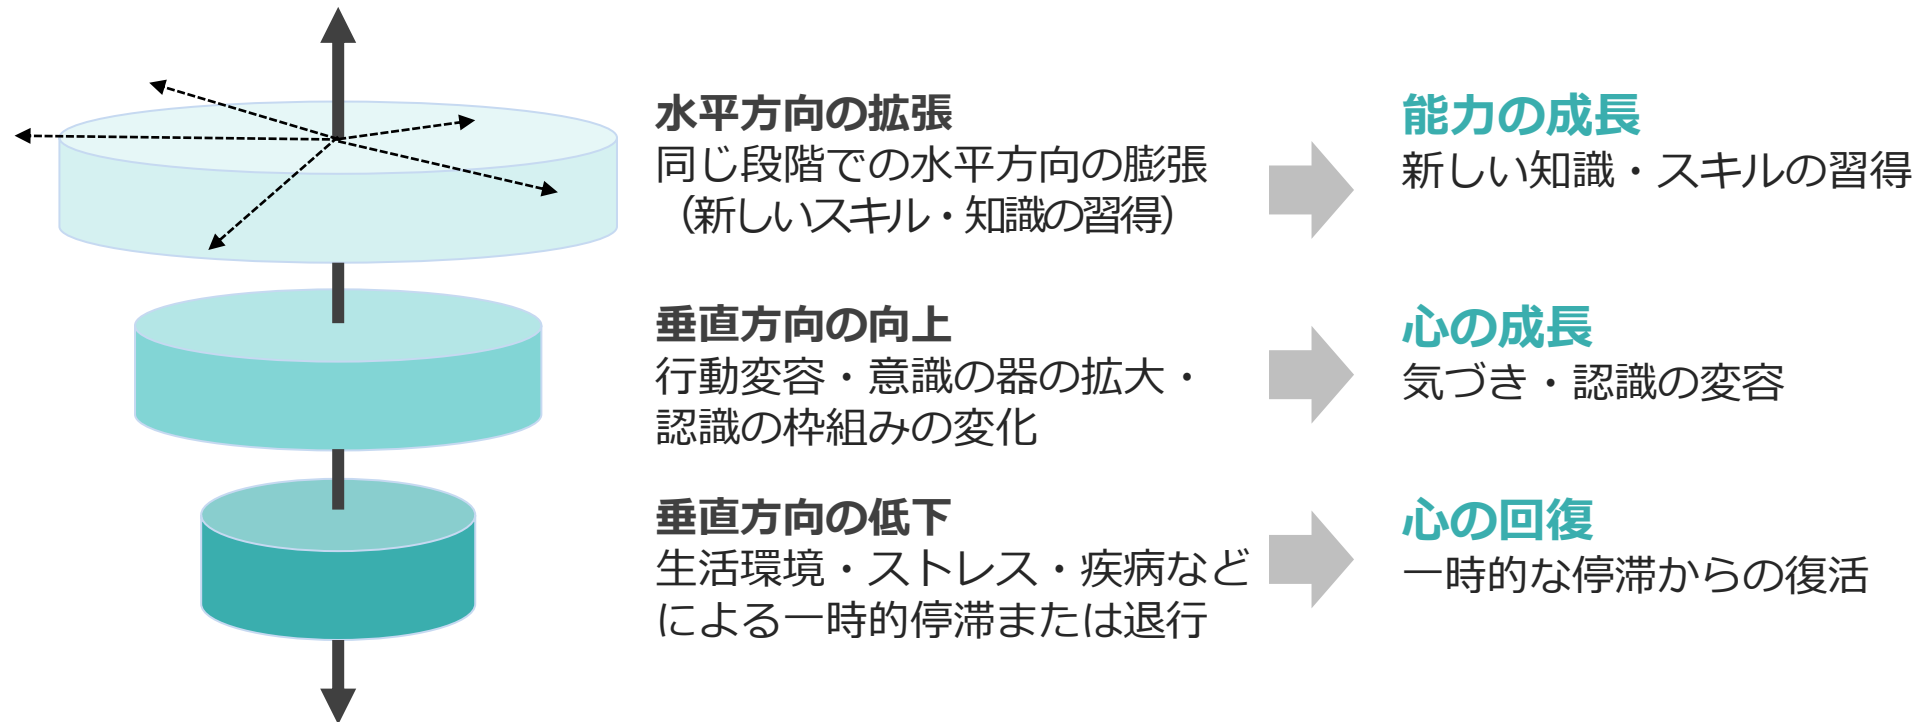 水平方向の拡張
同じ段階での水平方向の膨張
（新しいスキル・知識の習得）
能力の成長
新しい知識・スキルの習得
垂直方向の向上
行動変容・意識の器の拡大・
認識の枠組みの変化
心の成長
気づき・認識の変容
垂直方向の低下
生活環境・ストレス・疾病など
による一時的停滞または退行
心の回復
一時的な停滞からの復活